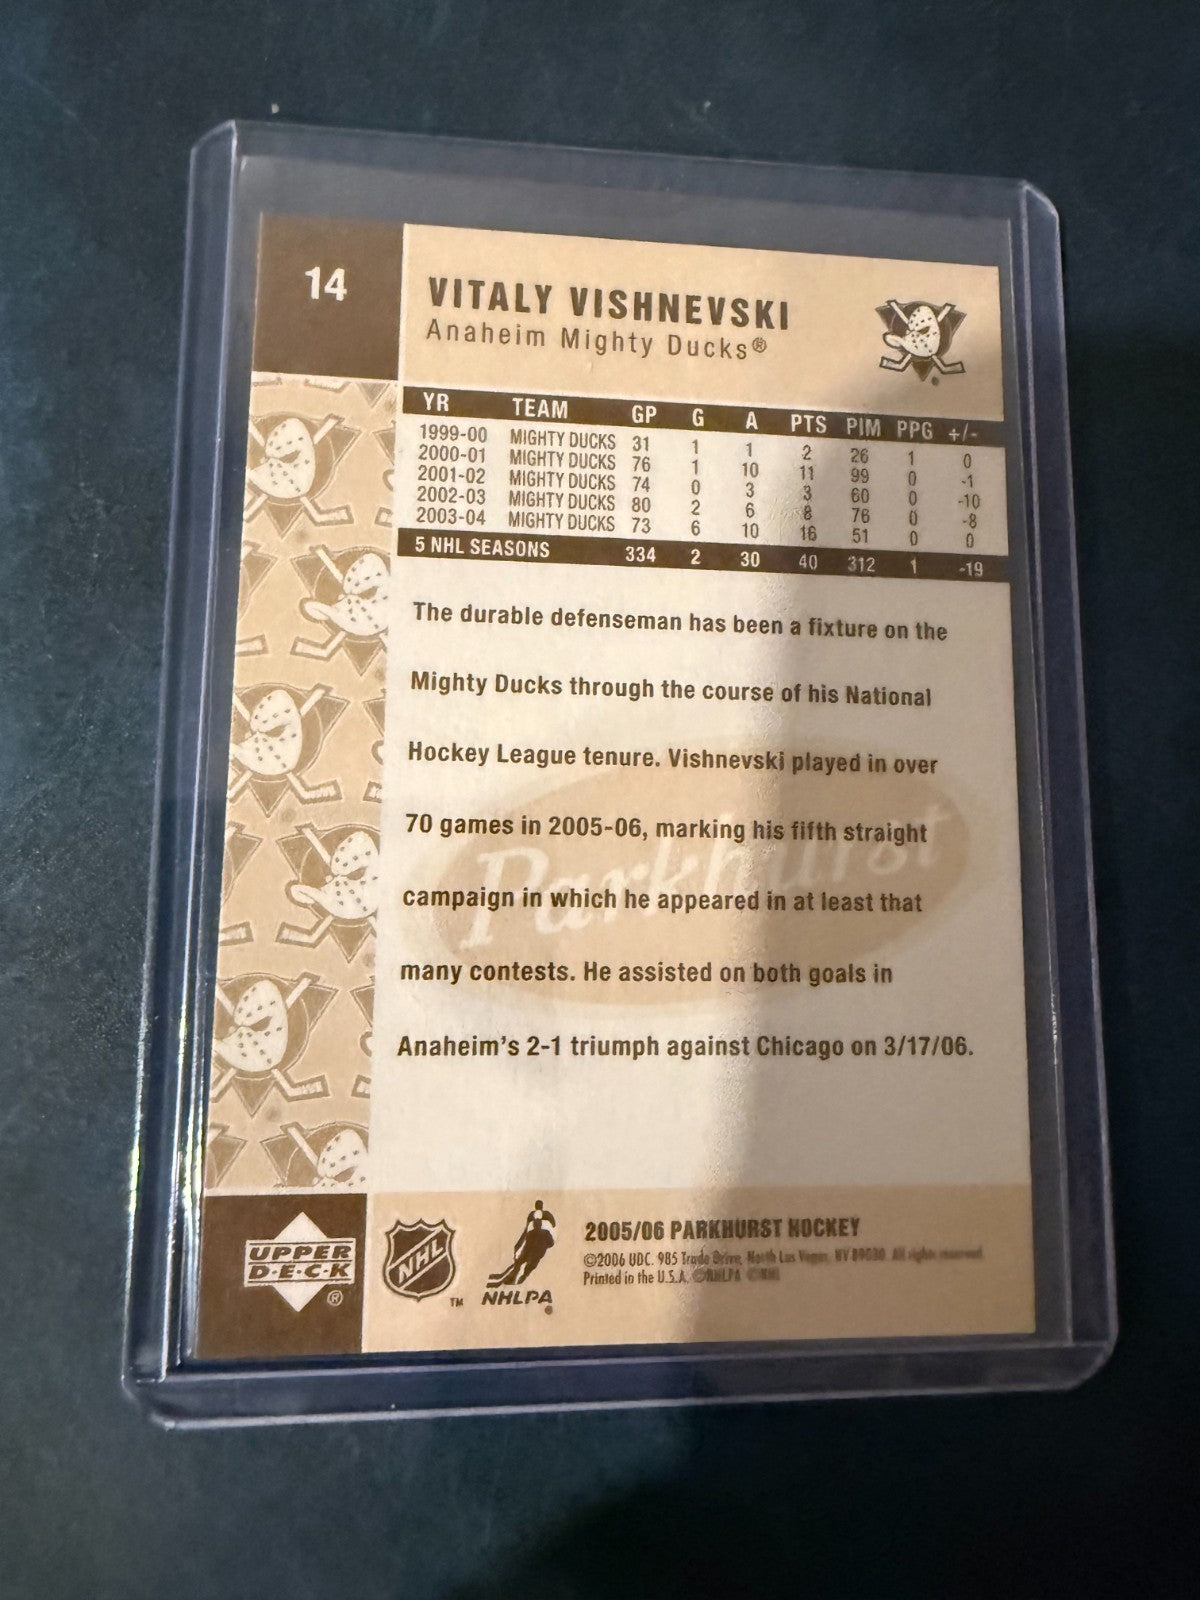 14
VITALY VISHNEVSKI
Anaheim Mighty Ducks®
YR TEAM GP G A PTS PIM PPG +/-
1999-00 MIGHTY DUCKS 31 1 1 2 26 1 0
2000-01 MIGHTY DUCKS 76 1 10 11 99 0 -1
2001-02 MIGHTY DUCKS 74 0 3 3 60 0 -10
2002-03 MIGHTY DUCKS 80 2 6 8 76 0 -8
2003-04 MIGHTY DUCKS 73 6 10 16 51 0 0
5 NHL SEASONS 334 2 30 40 312 1 -19
The durable defenseman has been a fixture on the
Mighty Ducks through the course of his National
Hockey League tenure. Vishnevski played in over
70 games in 2005-06, marking his fifth straight
Parkhurst
campaign in which he appeared in at least that
many contests. He assisted on both goals in
Anaheim's 2-1 triumph against Chicago on 3/17/06.
UPPER
D·E·C·K
®
NHL
TM
NHLPA
®
2005/06 PARKHURST HOCKEY
©2006 UDC. 985 Trade Drive, North Las Vegas, NV 89030. All rights reserved.
Printed in the U.S.A. ©NHLPA ©NHL